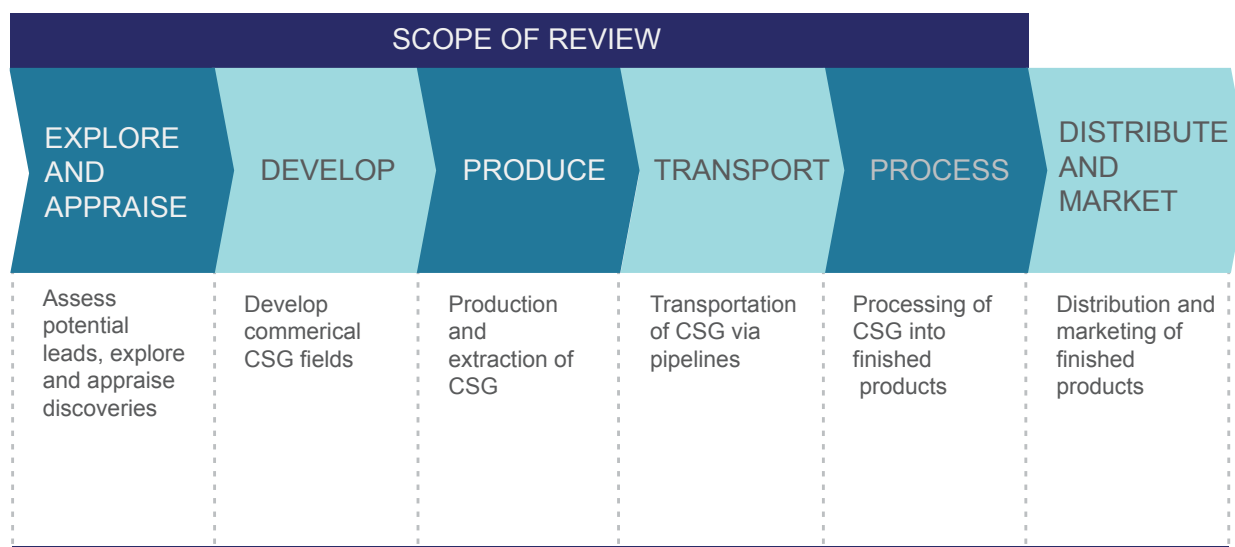 SCOPE OF REVIEW
EXPLORE
AND
APPRAISE
DEVELOP
PRODUCE
TRANSPORT
PROCESS
DISTRIBUTE
AND
MARKET
Assess
potential
leads, explore
and appraise
discoveries
Develop
commerical
CSG fields
Production
and
extraction of
CSG
Transportation
of CSG via
pipelines
Processing of
CSG into
finished
products
Distribution and
marketing of
finished
products